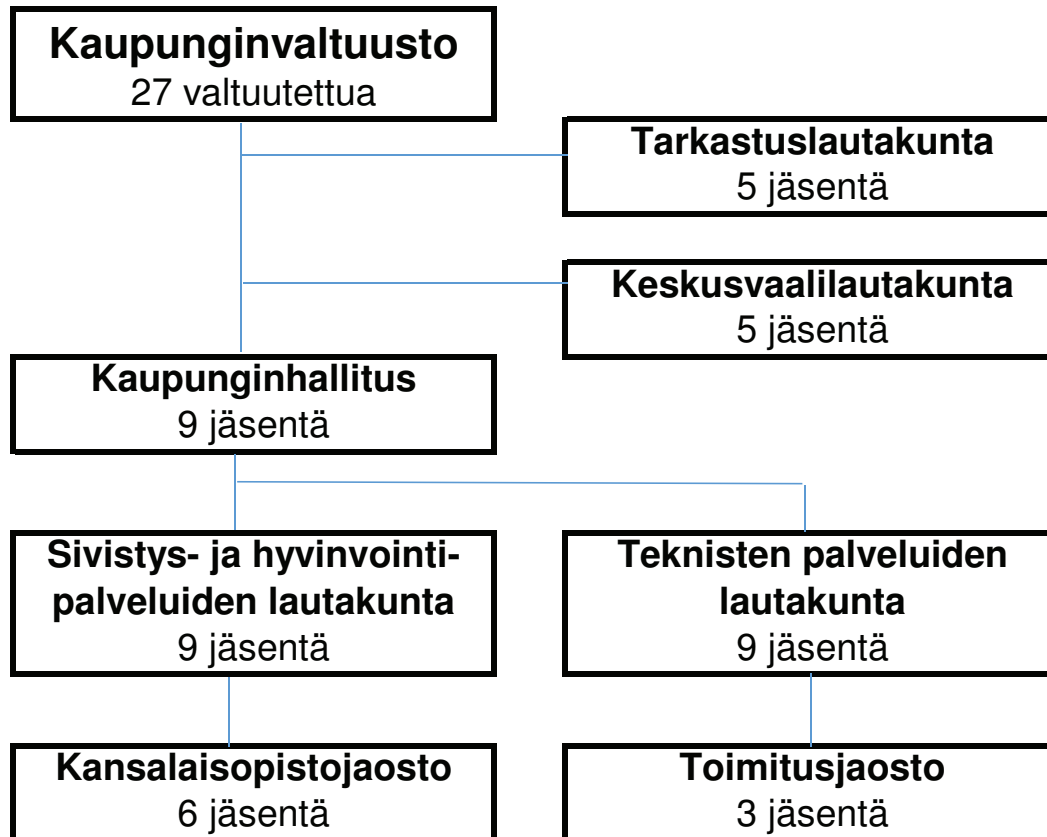 Kaupunginvaltuusto
27 valtuutettua
Tarkastuslautakunta
5 jäsentä
Keskusvaalilautakunta
5 jäsentä
Kaupunginhallitus
9 jäsentä
Sivistys- ja hyvinvointi-
palveluiden lautakunta
9 jäsentä
Teknisten palveluiden
lautakunta
9 jäsentä
Kansalaisopistojaosto
6 jäsentä
Toimitusjaosto
3 jäsentä